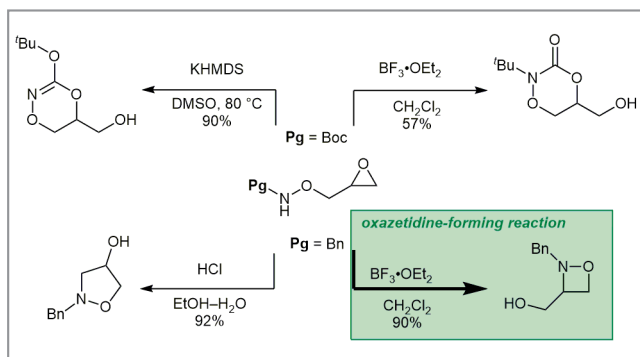 ᵗBu
O
N
O
O
OH
KHMDS
DMSO, 80 °C
90%
BF₃•OEt₂
CH₂Cl₂
57%
O
ᵗBu
N
O
O
OH
Pg = Boc
Pg
N
H
O
O
Pg = Bn
oxazetidine-forming reaction
OH
Bn
N
O
HCl
EtOH–H₂O
92%
BF₃•OEt₂
CH₂Cl₂
90%
Bn
N
O
HO